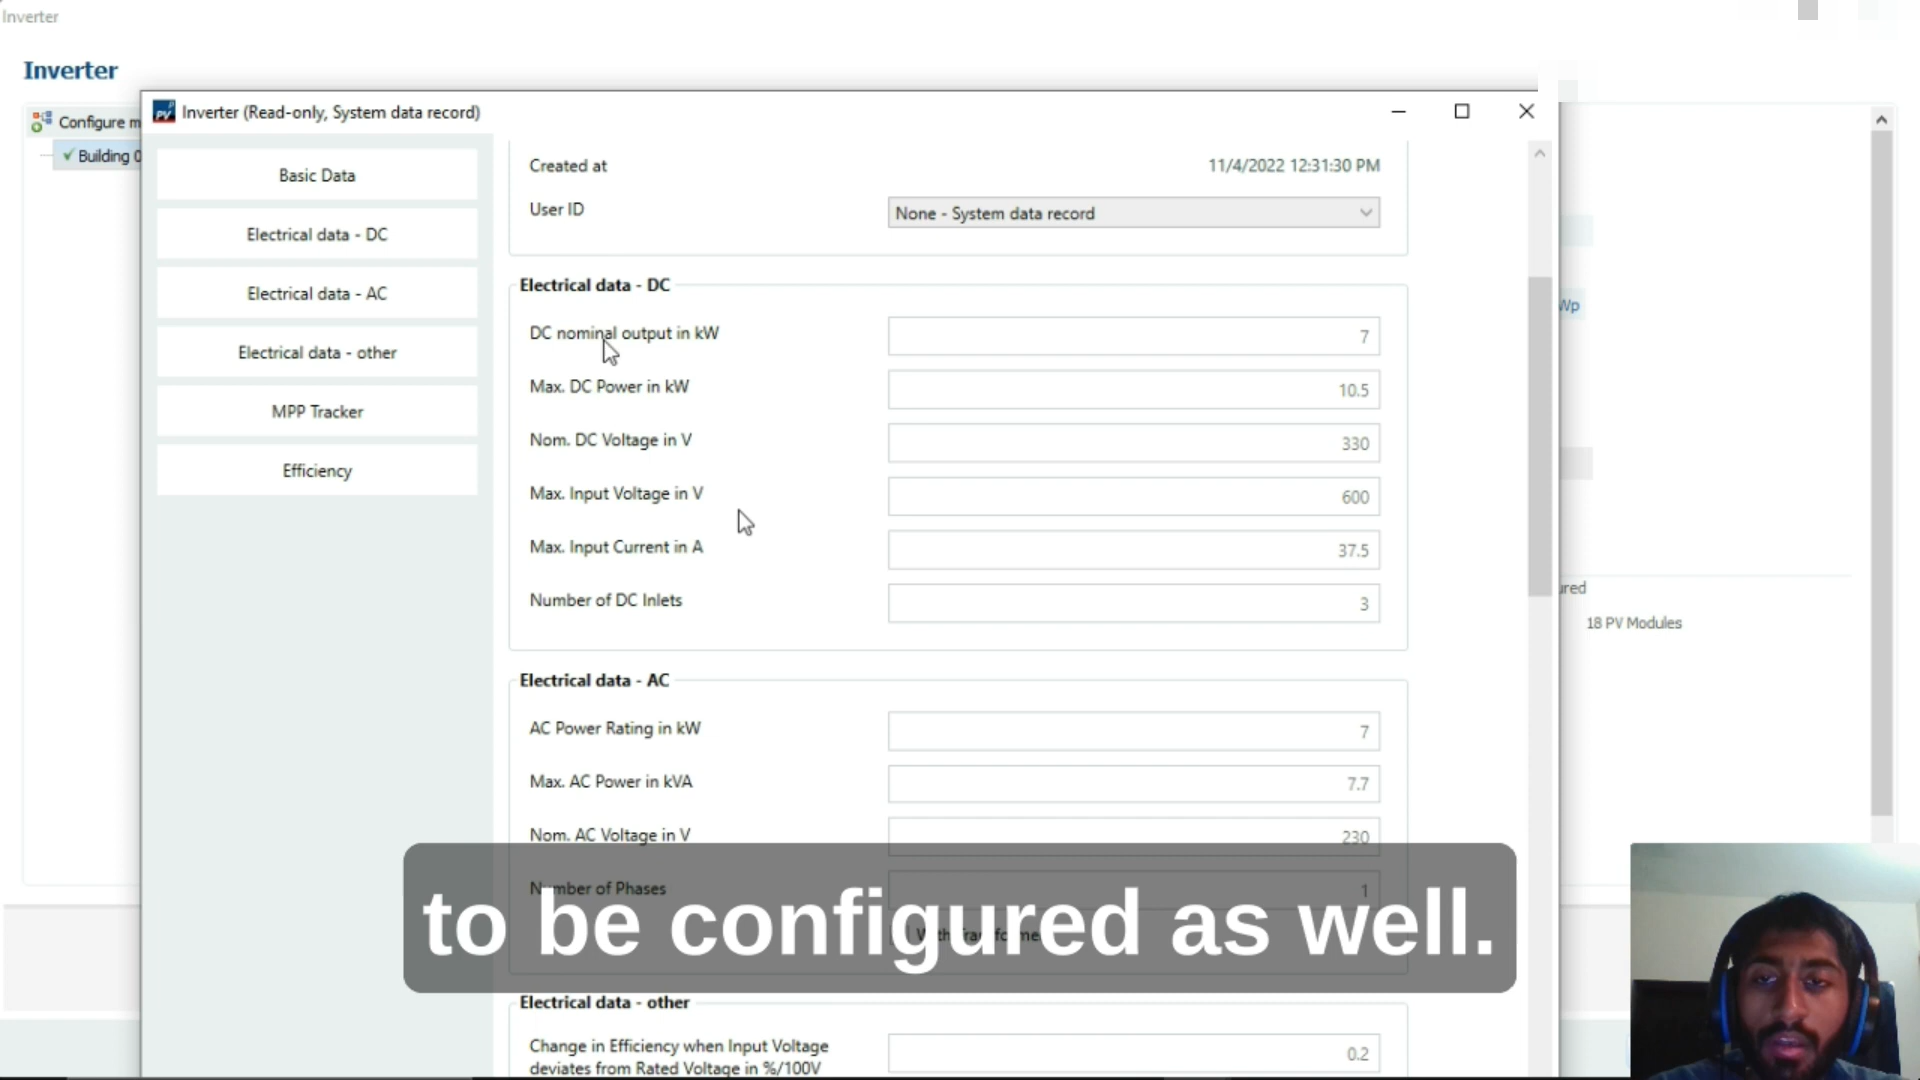 Inverter
Inverter
Configure m
Building 0
Inverter (Read-only, System data record)
Basic Data
Electrical data - DC
Electrical data - AC
Electrical data - other
MPP Tracker
Efficiency
Created at 11/4/2022 12:31:30 PM
User ID None - System data record
Electrical data - DC
DC nominal output in kW 7
Max. DC Power in kW 10.5
Nom. DC Voltage in V 330
Max. Input Voltage in V 600
Max. Input Current in A 37.5
Number of DC Inlets 3
Electrical data - AC
AC Power Rating in kW 7
Max. AC Power in kVA 7.7
Nom. AC Voltage in V 230
Number of Phases 1
to be configured as well.
Electrical data - other
Change in Efficiency when Input Voltage
deviates from Rated Voltage in %/100V 0.2
Wp
ured
18 PV Modules